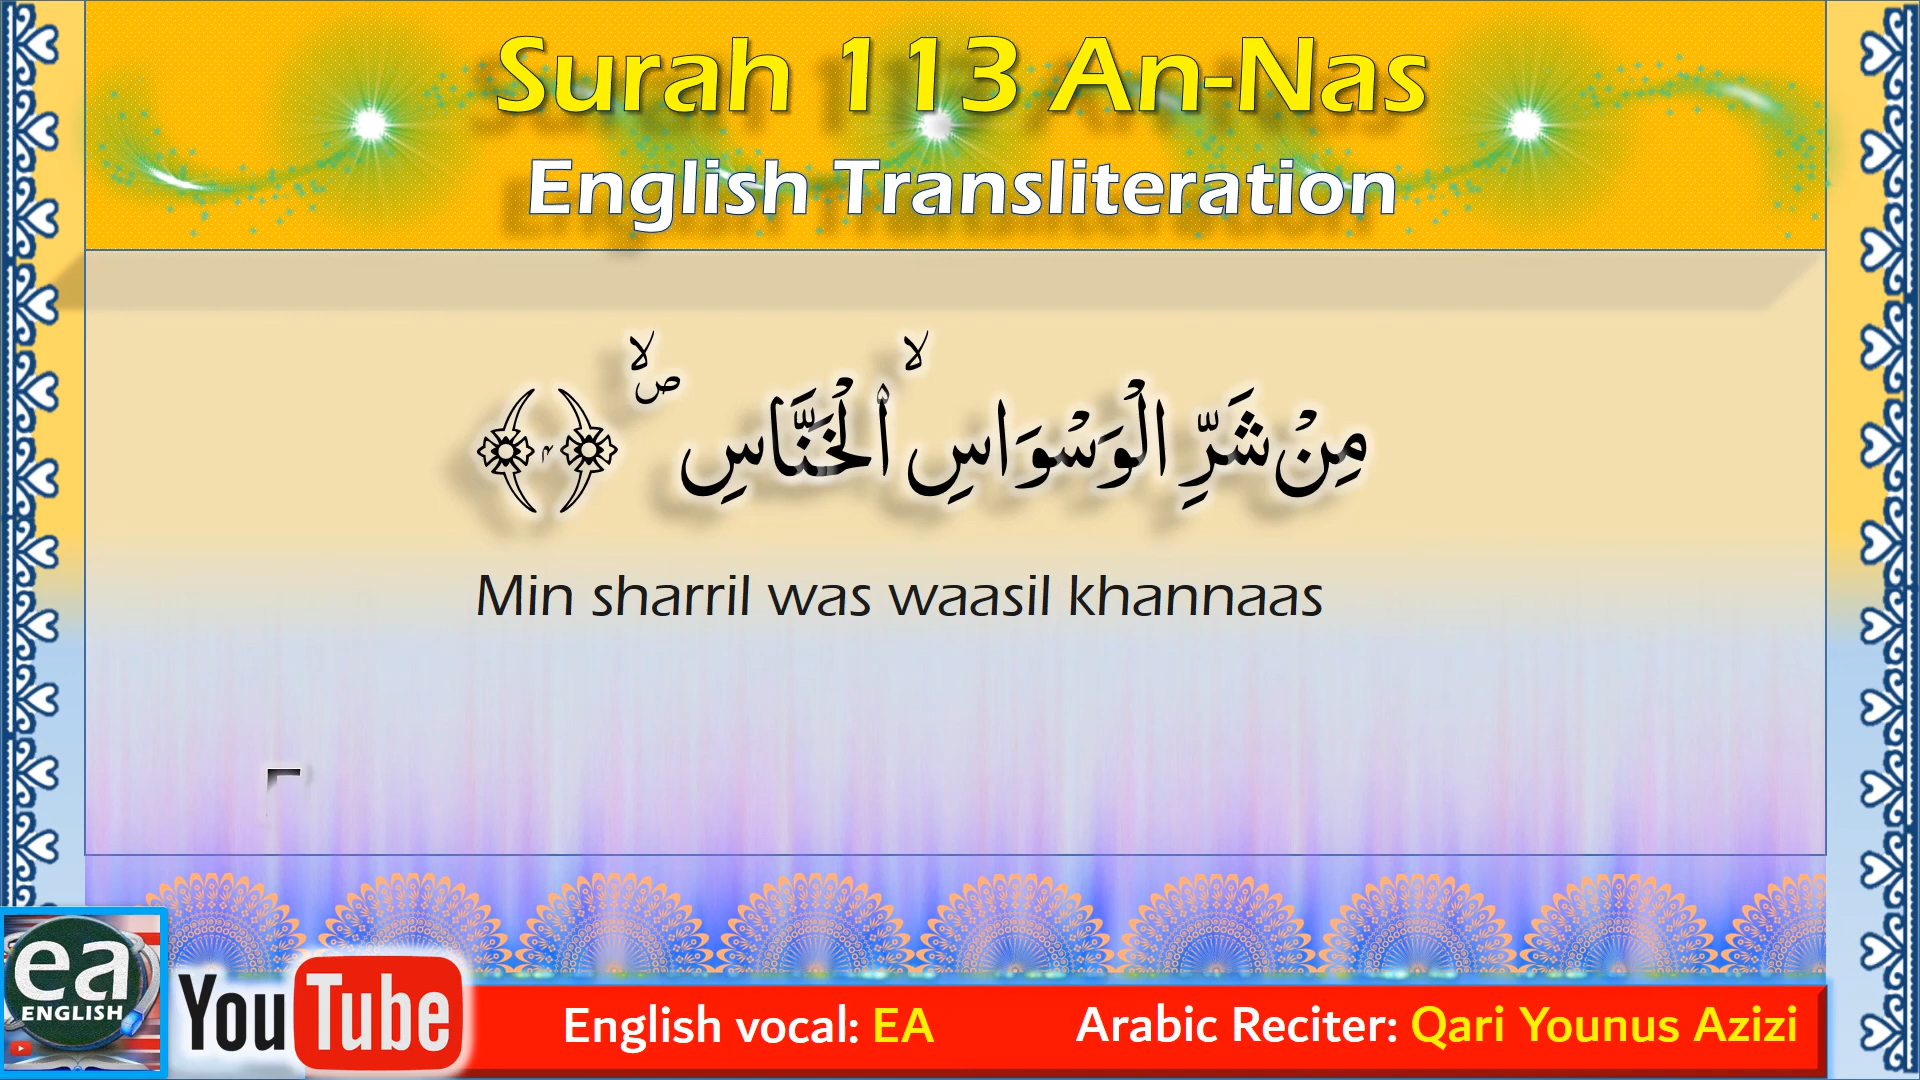 Surah 113 An-Nas
English Transliteration
مِنْ شَرِّ الْوَسْوَاسِ ۙ الْخَنَّاسِ ۪ۙ ﴿۴﴾
Min sharril was waasil khannaas
ea
ENGLISH
YouTube
English vocal: EA
Arabic Reciter: Qari Younus Azizi